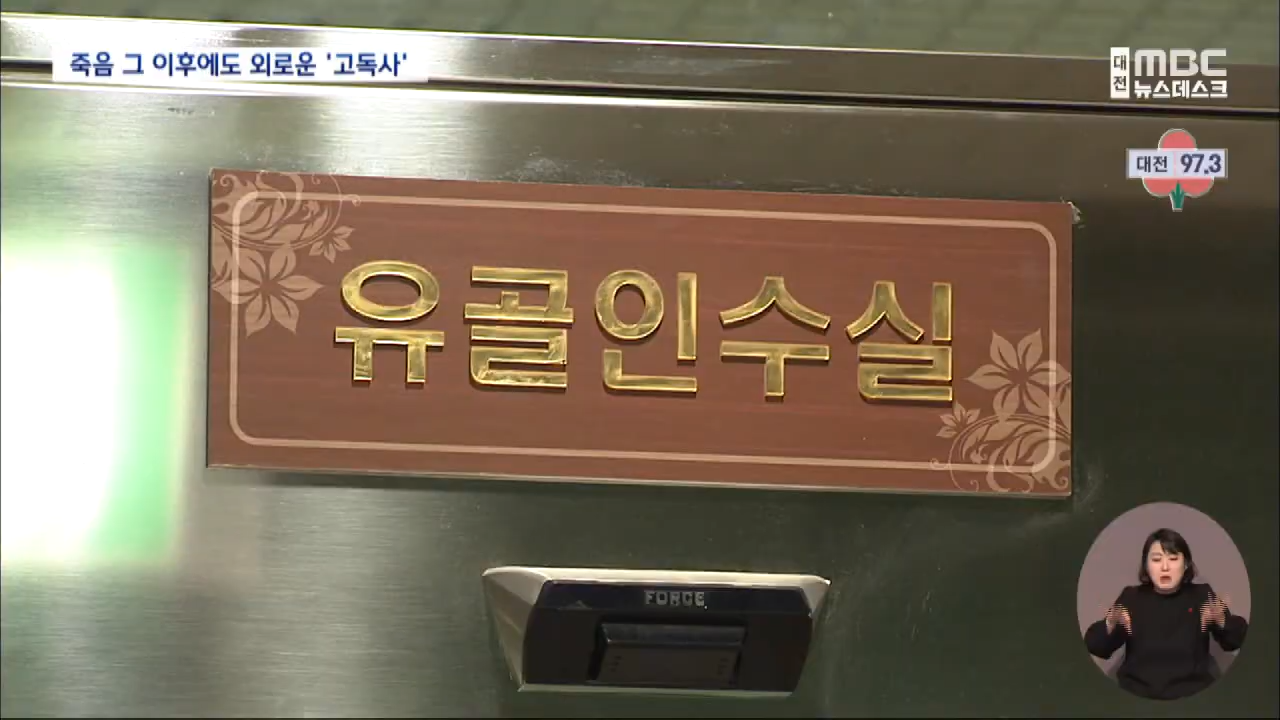 죽음 그 이후에도 외로운 '고독사'
대전 MBC
뉴스데스크
대전 97.3
유골인수실
FORCE